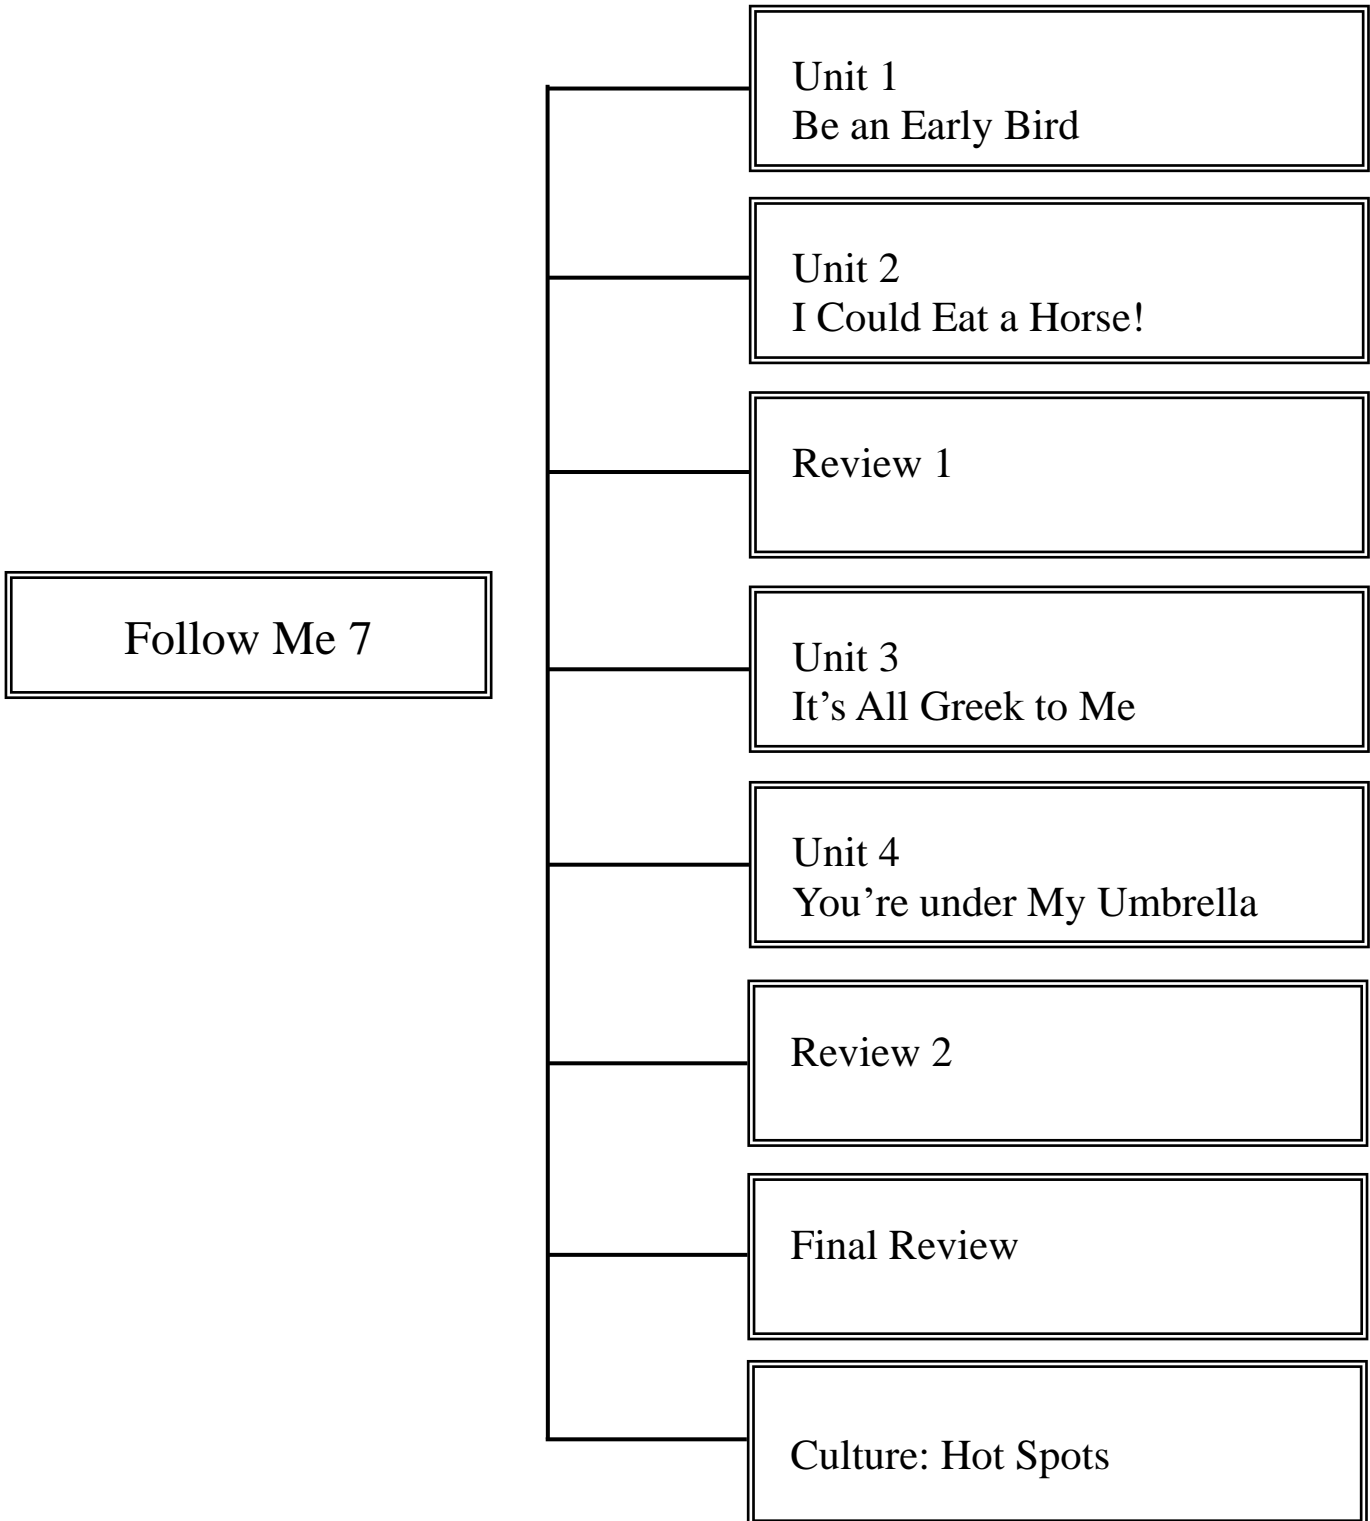 Follow Me 7
Unit 1
Be an Early Bird
Unit 2
I Could Eat a Horse!
Review 1
Unit 3
It’s All Greek to Me
Unit 4
You’re under My Umbrella
Review 2
Final Review
Culture: Hot Spots